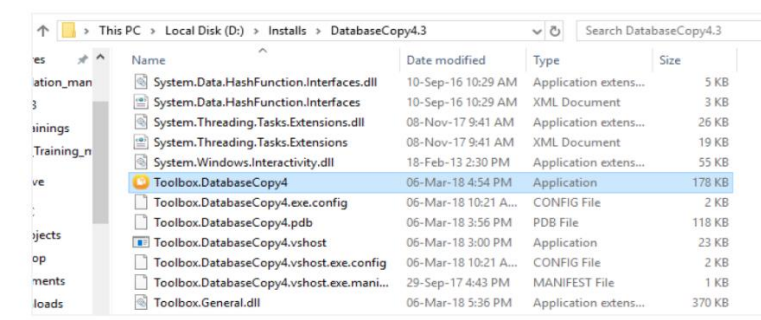 This PC > Local Disk (D:) > Installs > DatabaseCopy4.3 Search DatabaseCopy4.3
Name Date modified Type Size
System.Data.HashFunction.Interfaces.dll 10-Sep-16 10:29 AM Application extens... 5 KB
System.Data.HashFunction.Interfaces 10-Sep-16 10:29 AM XML Document 3 KB
System.Threading.Tasks.Extensions.dll 08-Nov-17 9:41 AM Application extens... 26 KB
System.Threading.Tasks.Extensions 08-Nov-17 9:41 AM XML Document 19 KB
System.Windows.Interactivity.dll 18-Feb-13 2:30 PM Application extens... 55 KB
Toolbox.DatabaseCopy4 06-Mar-18 4:54 PM Application 178 KB
Toolbox.DatabaseCopy4.exe.config 06-Mar-18 10:21 A... CONFIG File 2 KB
Toolbox.DatabaseCopy4.pdb 06-Mar-18 3:56 PM PDB File 118 KB
Toolbox.DatabaseCopy4.vshost 06-Mar-18 3:00 PM Application 23 KB
Toolbox.DatabaseCopy4.vshost.exe.config 06-Mar-18 10:21 A... CONFIG File 2 KB
Toolbox.DatabaseCopy4.vshost.exe.mani... 29-Sep-17 4:43 PM MANIFEST File 1 KB
Toolbox.General.dll 06-Mar-18 5:36 PM Application extens... 370 KB